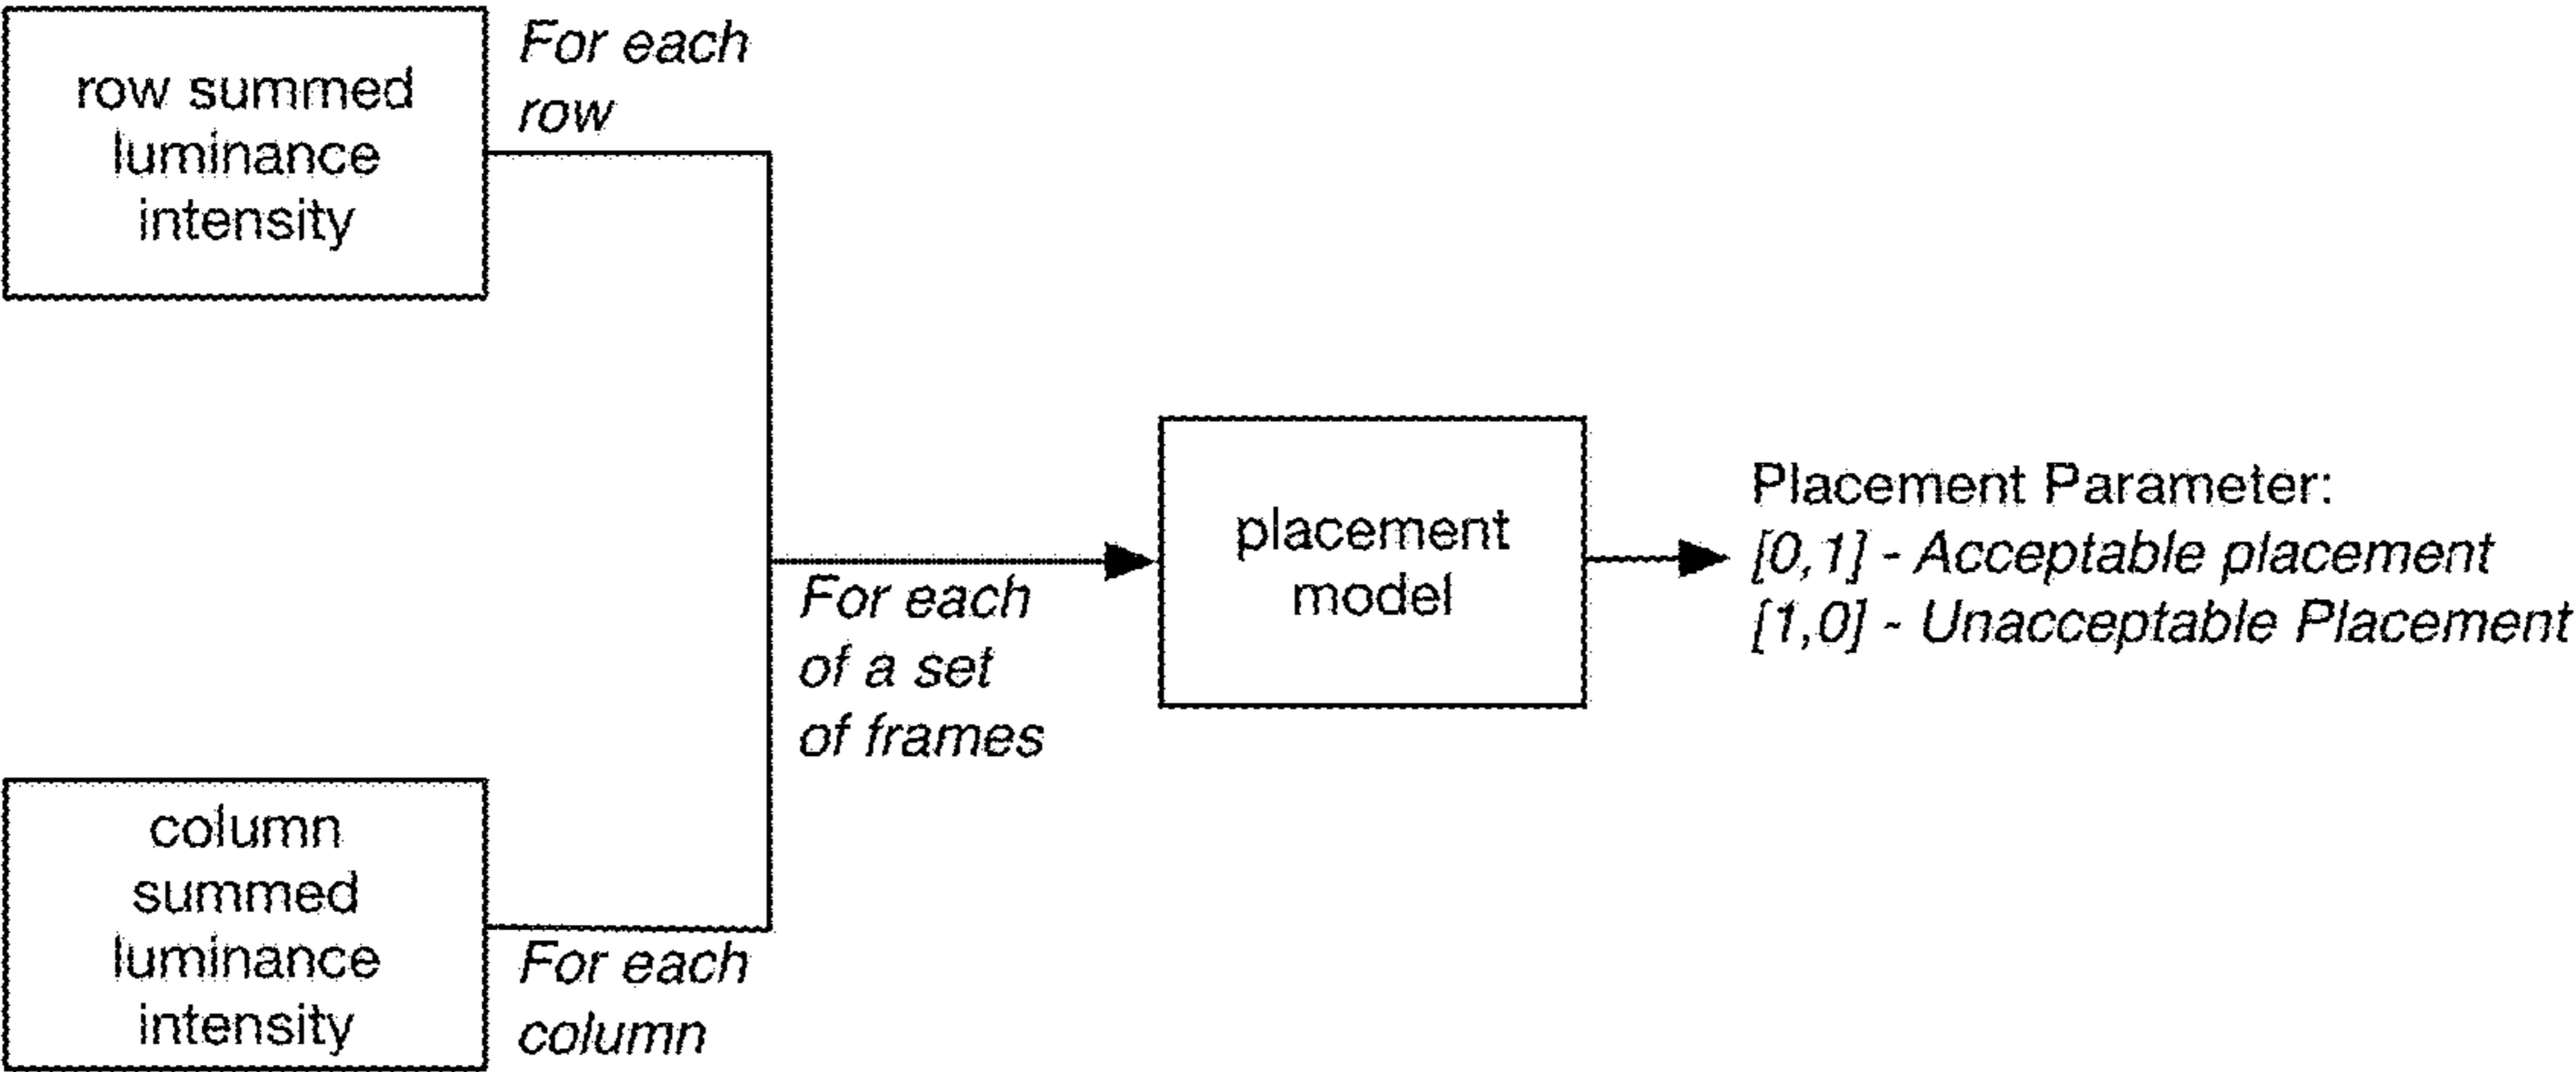 row summed
luminance
intensity
For each
row
column
summed
luminance
intensity
For each
column
For each
of a set
of frames
placement
model
Placement Parameter:
[0,1] - Acceptable placement
[1,0] - Unacceptable Placement